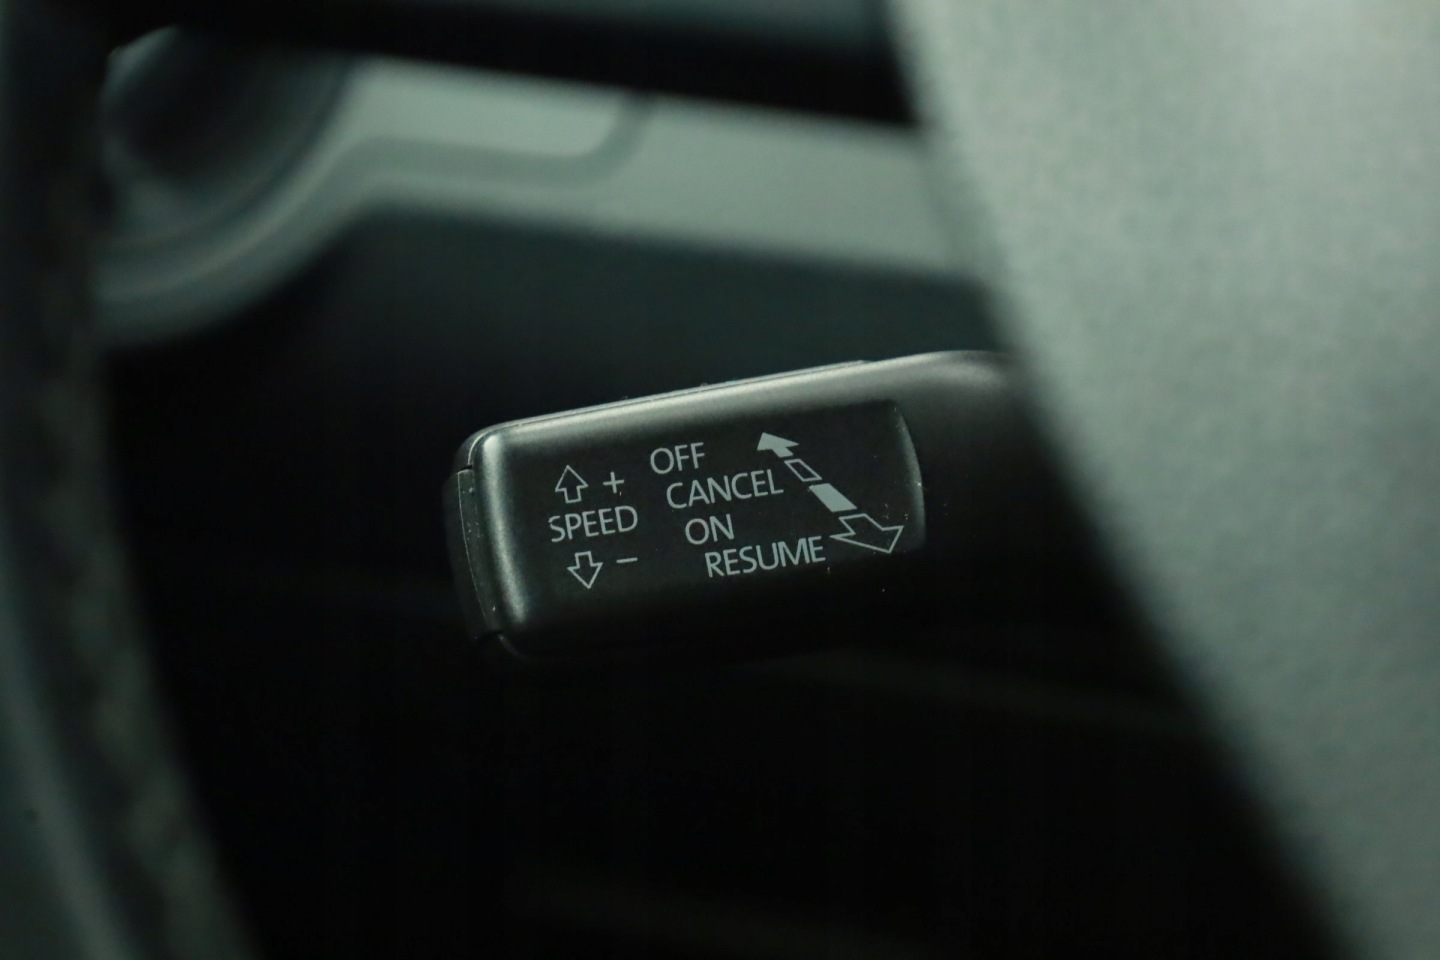 OFF
+ CANCEL
SPEED ON
− RESUME